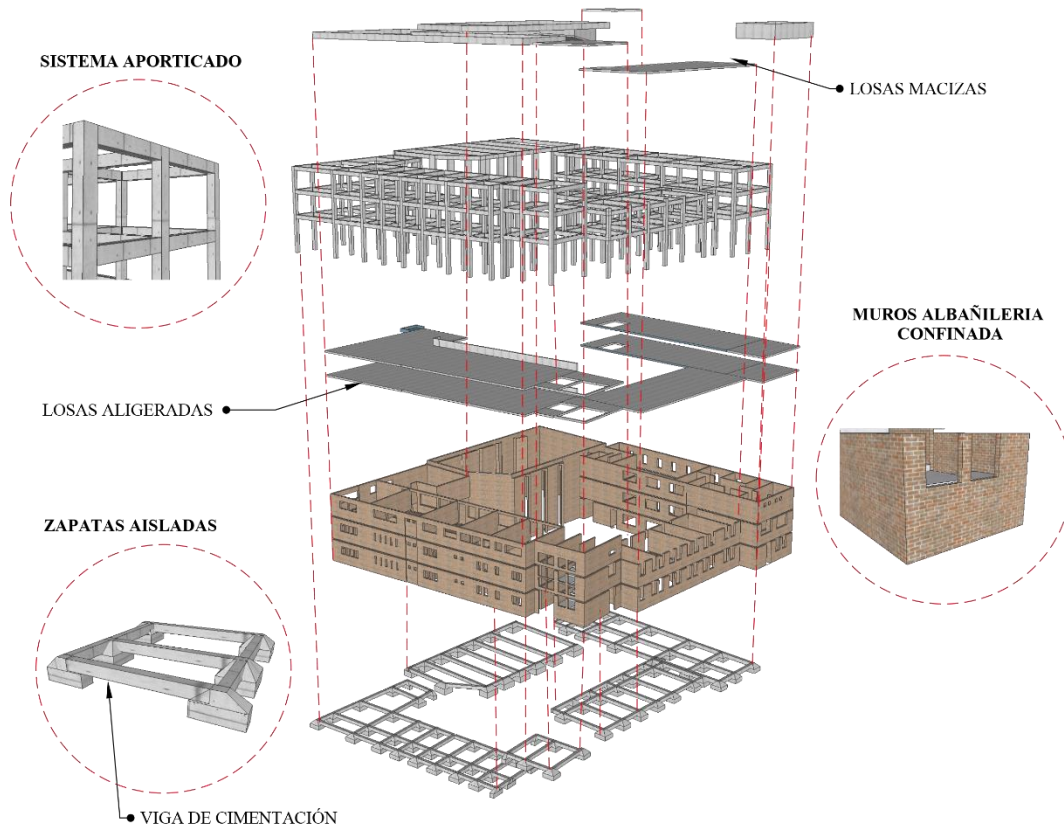 SISTEMA APORTICADO
LOSAS MACIZAS
MUROS ALBAÑILERIA
CONFINADA
LOSAS ALIGERADAS
ZAPATAS AISLADAS
VIGA DE CIMENTACIÓN